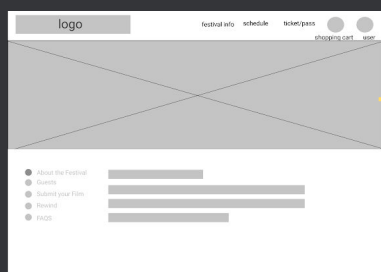 logo
festival info schedule ticket/pass
shopping cart user
About the Festival
Guests
Submit your Film
Rewind
FAQS